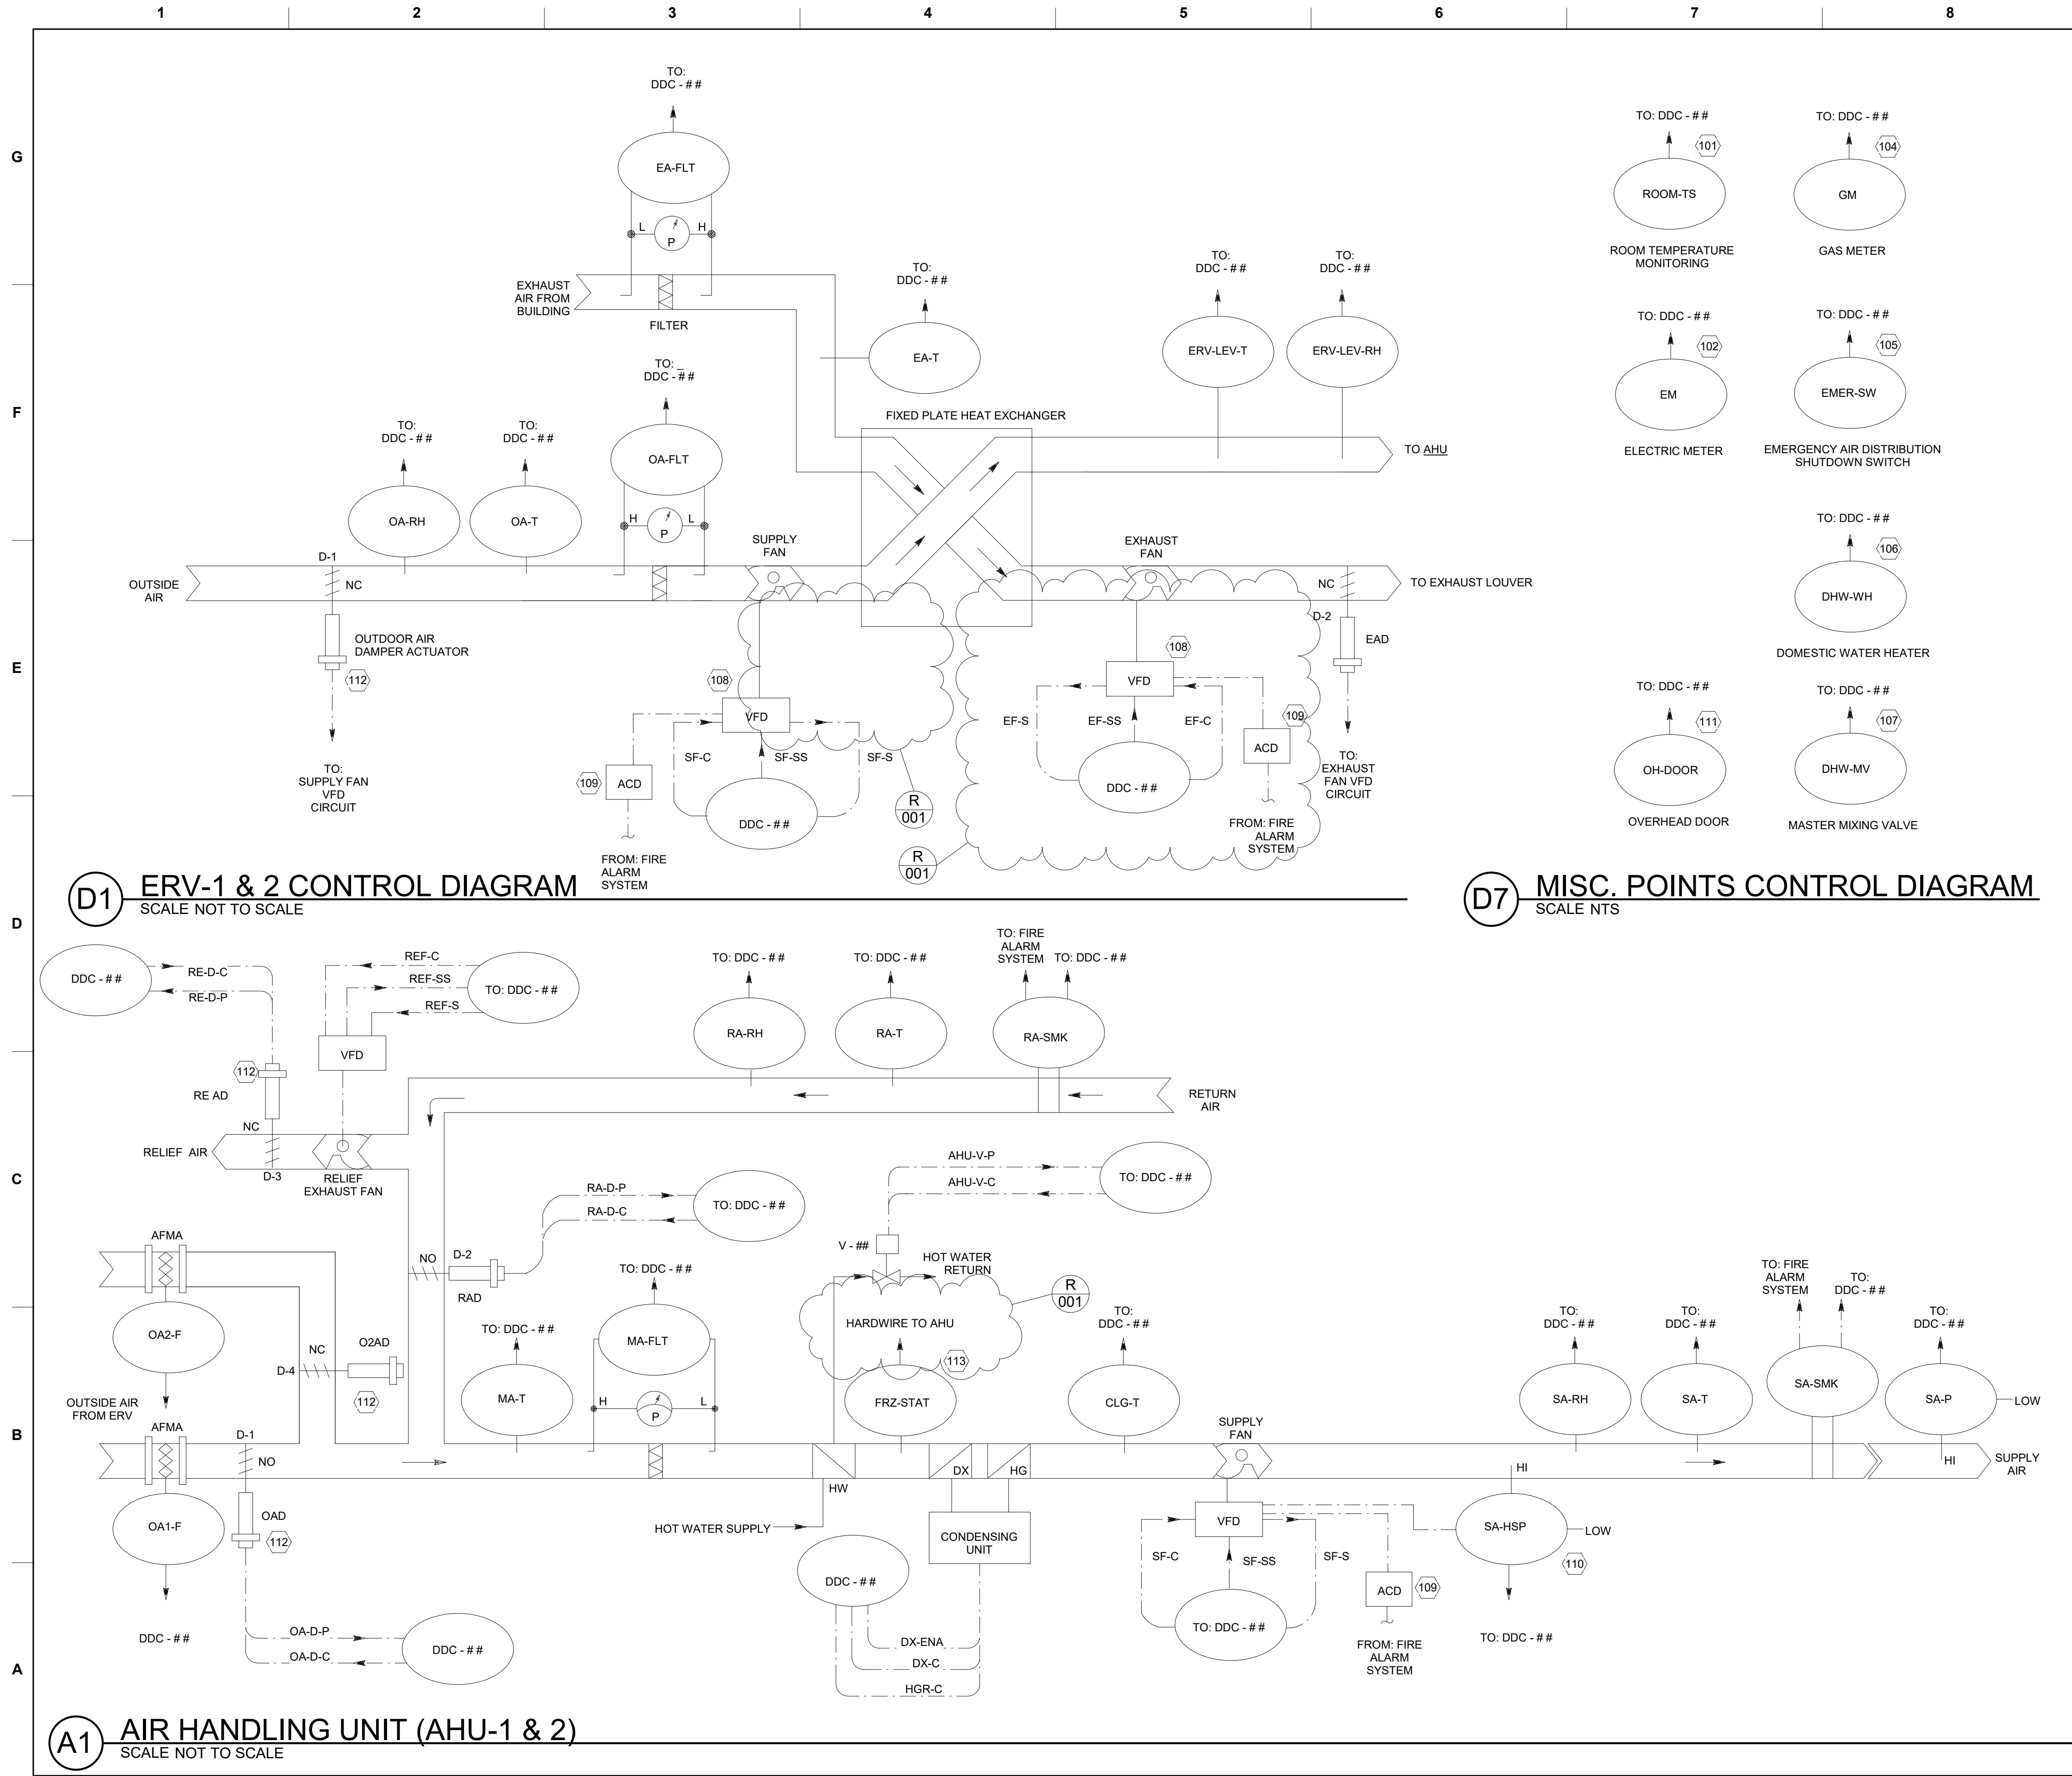 1
2
3
4
5
6
7
8
G
F
E
D
C
B
A
TO:
DDC - # #
EA-FLT
L
P
H
EXHAUST
AIR FROM
BUILDING
FILTER
TO:
DDC - # #
EA-T
TO:
DDC - # #
ERV-LEV-T
TO:
DDC - # #
ERV-LEV-RH
TO: _
DDC - # #
OA-FLT
H
P
L
FIXED PLATE HEAT EXCHANGER
TO AHU
TO:
DDC - # #
OA-RH
TO:
DDC - # #
OA-T
D-1
NC
OUTSIDE
AIR
SUPPLY
FAN
EXHAUST
FAN
NC
TO EXHAUST LOUVER
D-2
EAD
OUTDOOR AIR
DAMPER ACTUATOR
112
TO:
SUPPLY FAN
VFD
CIRCUIT
108
VFD
SF-C
SF-SS
SF-S
109
ACD
DDC - # #
FROM: FIRE
ALARM
SYSTEM
R
001
R
001
108
VFD
EF-S
EF-SS
EF-C
DDC - # #
109
ACD
FROM: FIRE
ALARM
SYSTEM
TO:
EXHAUST
FAN VFD
CIRCUIT
D1
ERV-1 & 2 CONTROL DIAGRAM
SCALE NOT TO SCALE
TO: DDC - # #
101
ROOM-TS
ROOM TEMPERATURE
MONITORING
TO: DDC - # #
104
GM
GAS METER
TO: DDC - # #
102
EM
ELECTRIC METER
TO: DDC - # #
105
EMER-SW
EMERGENCY AIR DISTRIBUTION
SHUTDOWN SWITCH
TO: DDC - # #
106
DHW-WH
DOMESTIC WATER HEATER
TO: DDC - # #
111
OH-DOOR
OVERHEAD DOOR
TO: DDC - # #
107
DHW-MV
MASTER MIXING VALVE
D7
MISC. POINTS CONTROL DIAGRAM
SCALE NTS
DDC - # #
RE-D-C
RE-D-P
REF-C
REF-SS
REF-S
TO: DDC - # #
VFD
112
RE AD
NC
RELIEF AIR
D-3
RELIEF
EXHAUST FAN
TO: DDC - # #
RA-RH
TO: DDC - # #
RA-T
TO: FIRE
ALARM
SYSTEM
TO: DDC - # #
RA-SMK
RETURN
AIR
AHU-V-P
AHU-V-C
TO: DDC - # #
RA-D-P
RA-D-C
TO: DDC - # #
AFMA
OA2-F
NO
D-2
RAD
V - ##
HOT WATER
RETURN
R
001
TO: DDC - # #
MA-FLT
H
P
L
HARDWIRE TO AHU
113
FRZ-STAT
TO: DDC - # #
MA-T
NC
D-4
O2AD
112
OUTSIDE AIR
FROM ERV
AFMA
OA1-F
DDC - # #
D-1
NO
OAD
112
OA-D-P
OA-D-C
DDC - # #
TO:
DDC - # #
CLG-T
SUPPLY
FAN
HW
DX
HG
HOT WATER SUPPLY
CONDENSING
UNIT
DDC - # #
DX-ENA
DX-C
HGR-C
VFD
SF-C
SF-SS
SF-S
TO: DDC - # #
ACD
109
FROM: FIRE
ALARM
SYSTEM
HI
SA-HSP
LOW
110
TO: DDC - # #
TO:
DDC - # #
SA-RH
TO:
DDC - # #
SA-T
TO: FIRE
ALARM
SYSTEM
TO:
DDC - # #
SA-SMK
TO:
DDC - # #
SA-P
LOW
HI
SUPPLY
AIR
A1
AIR HANDLING UNIT (AHU-1 & 2)
SCALE NOT TO SCALE